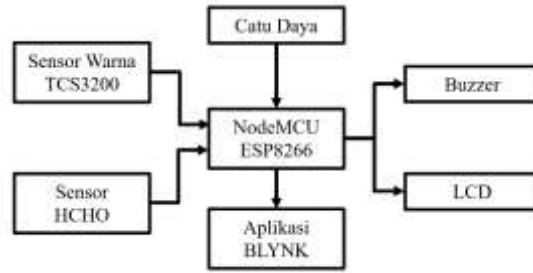 Catu Daya
Sensor Warna
TCS3200
Buzzer
NodeMCU
ESP8266
Sensor
HCHO
LCD
Aplikasi
BLYNK